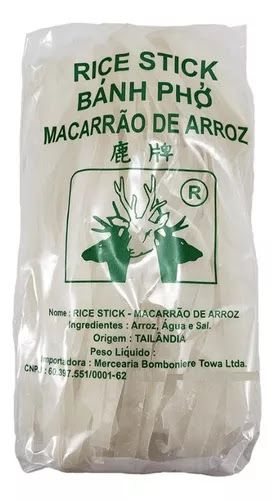 RICE STICK
BÁNH PHỞ
MACARRÃO DE ARROZ
鹿牌
®
Nome : RICE STICK - MACARRÃO DE ARROZ
Ingredientes : Arroz, Água e Sal.
Origem : TAILÂNDIA
Peso Líquido :
Importadora : Mercearia Bomboniere Towa Ltda.
CNPJ : 60.397.551/0001-62